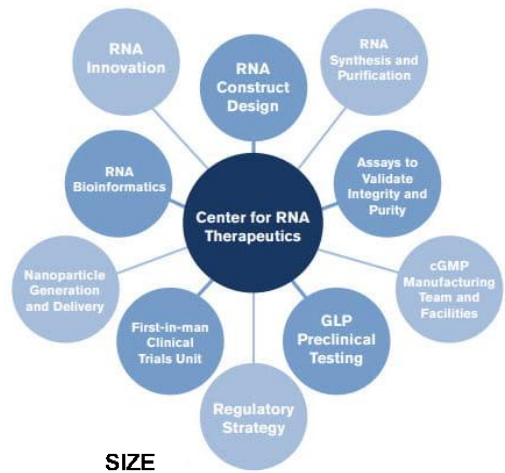 RNA
Innovation
RNA
Construct
Design
RNA
Synthesis and
Purification
RNA
Bioinformatics
Center for RNA
Therapeutics
Assays to
Validate
Integrity and
Purity
Nanoparticle
Generation
and Delivery
First-in-man
Clinical
Trials Unit
GLP
Preclinical
Testing
cGMP
Manufacturing
Team and
Facilities
Regulatory
Strategy
SIZE